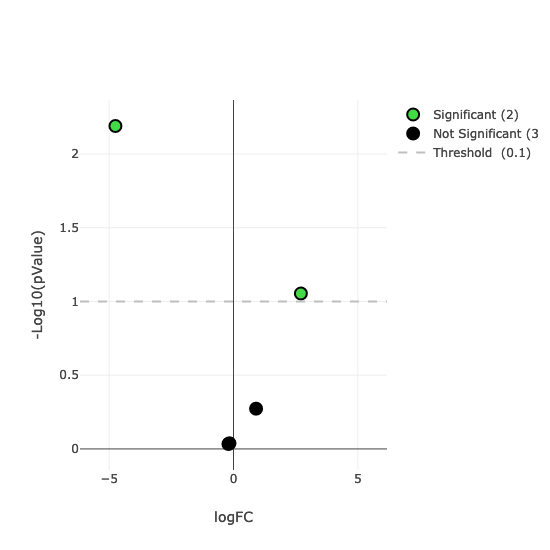 Significant (2)
Not Significant (3
Threshold (0.1)
2
1.5
1
0.5
0
−5
0
5
-Log10(pValue)
logFC